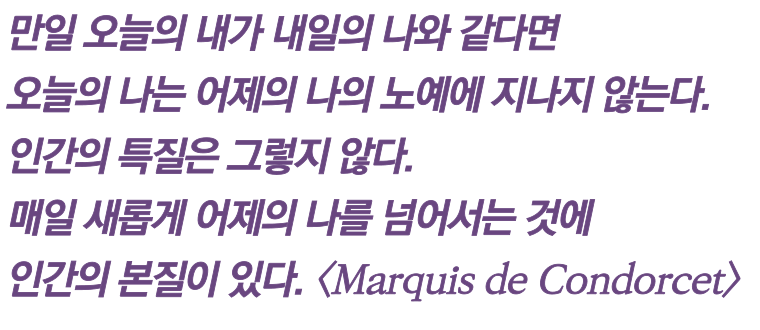 만일 오늘의 내가 내일의 나와 같다면
오늘의 나는 어제의 나의 노예에 지나지 않는다.
인간의 특질은 그렇지 않다.
매일 새롭게 어제의 나를 넘어서는 것에
인간의 본질이 있다. 〈Marquis de Condorcet〉